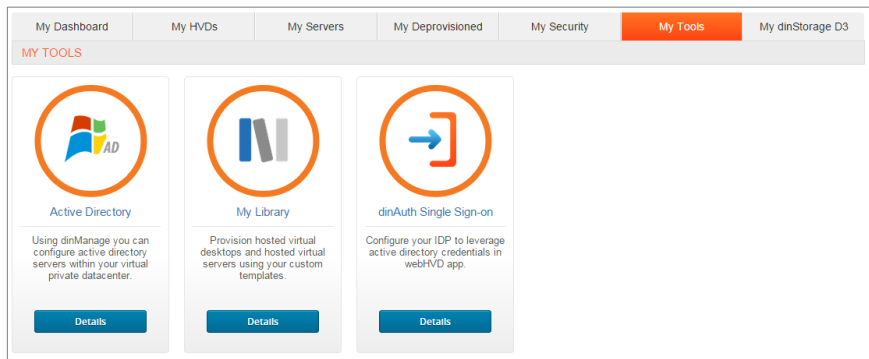 My Dashboard My HVDs My Servers My Deprovisioned My Security My Tools My dinStorage D3
MY TOOLS
AD
Active Directory
Using dinManage you can
configure active directory
servers within your virtual
private datacenter.
Details
My Library
Provision hosted virtual
desktops and hosted virtual
servers using your custom
templates.
Details
dinAuth Single Sign-on
Configure your IDP to leverage
active directory credentials in
webHVD app.
Details